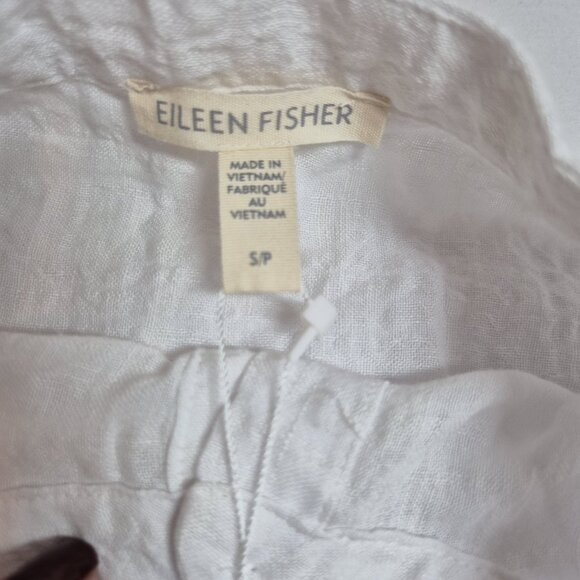 EILEEN FISHER
MADE IN
VIETNAM/
FABRIQUÉ
AU
VIETNAM
S/P